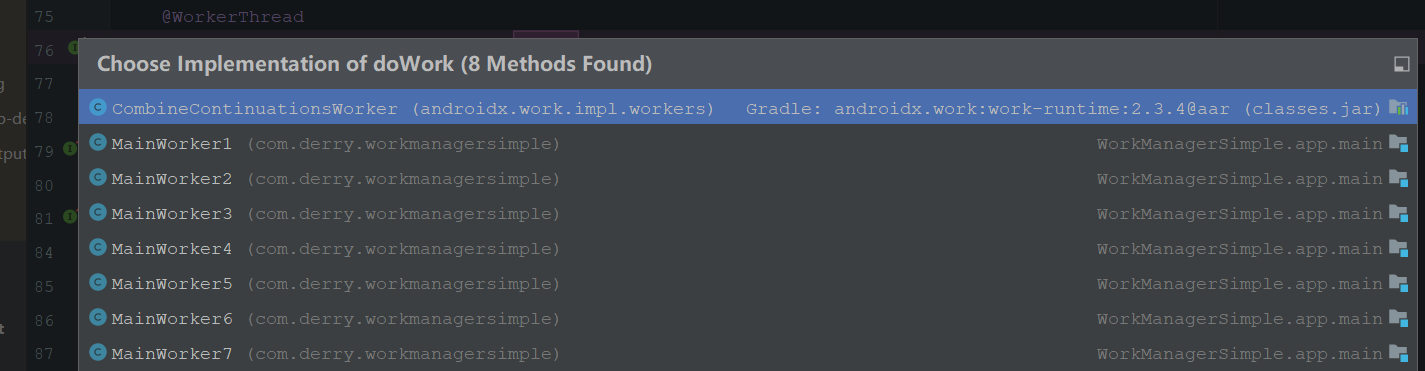 75 @WorkerThread
76
Choose Implementation of doWork (8 Methods Found)
77
CombineContinuationsWorker (androidx.work.impl.workers) Gradle: androidx.work:work-runtime:2.3.4@aar (classes.jar)
g
78
p-de
MainWorker1 (com.derry.workmanagersimple) WorkManagerSimple.app.main
79
tput
MainWorker2 (com.derry.workmanagersimple) WorkManagerSimple.app.main
80
MainWorker3 (com.derry.workmanagersimple) WorkManagerSimple.app.main
81
MainWorker4 (com.derry.workmanagersimple) WorkManagerSimple.app.main
84
MainWorker5 (com.derry.workmanagersimple) WorkManagerSimple.app.main
85
MainWorker6 (com.derry.workmanagersimple) WorkManagerSimple.app.main
86
t
MainWorker7 (com.derry.workmanagersimple) WorkManagerSimple.app.main
87